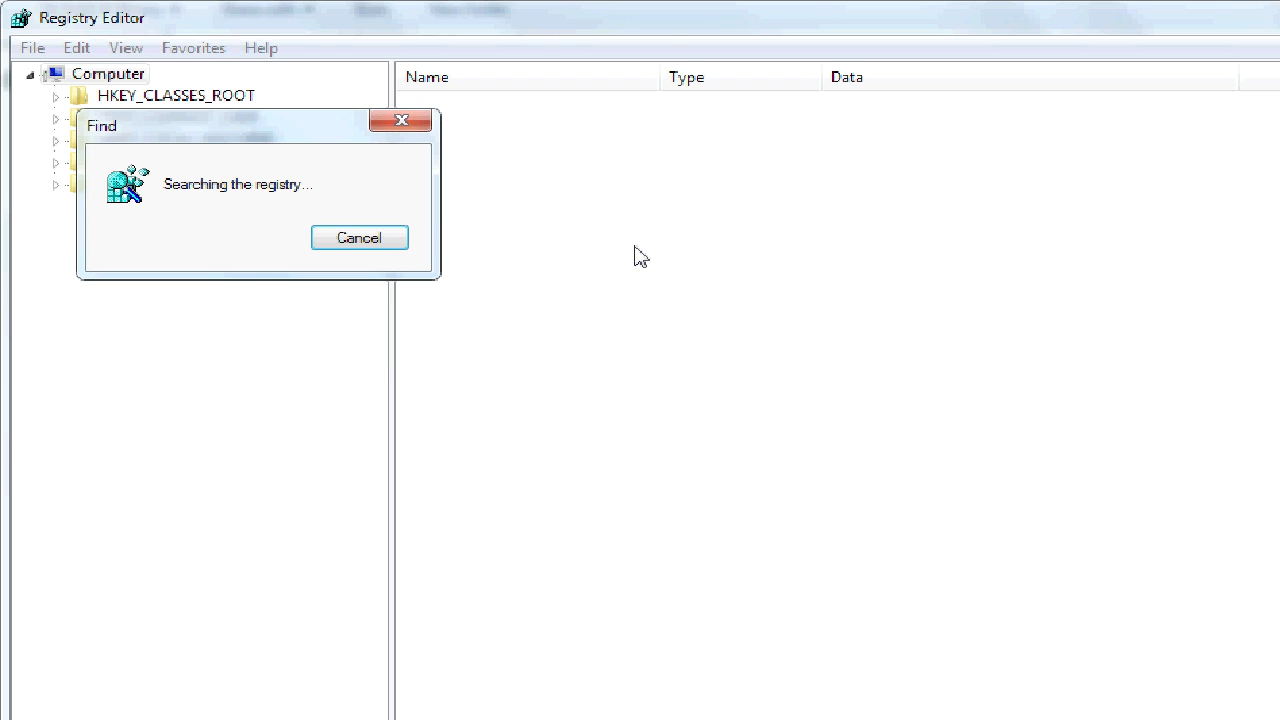 Registry Editor
File Edit View Favorites Help
Computer
Name Type Data
HKEY_CLASSES_ROOT
Find
Searching the registry...
Cancel